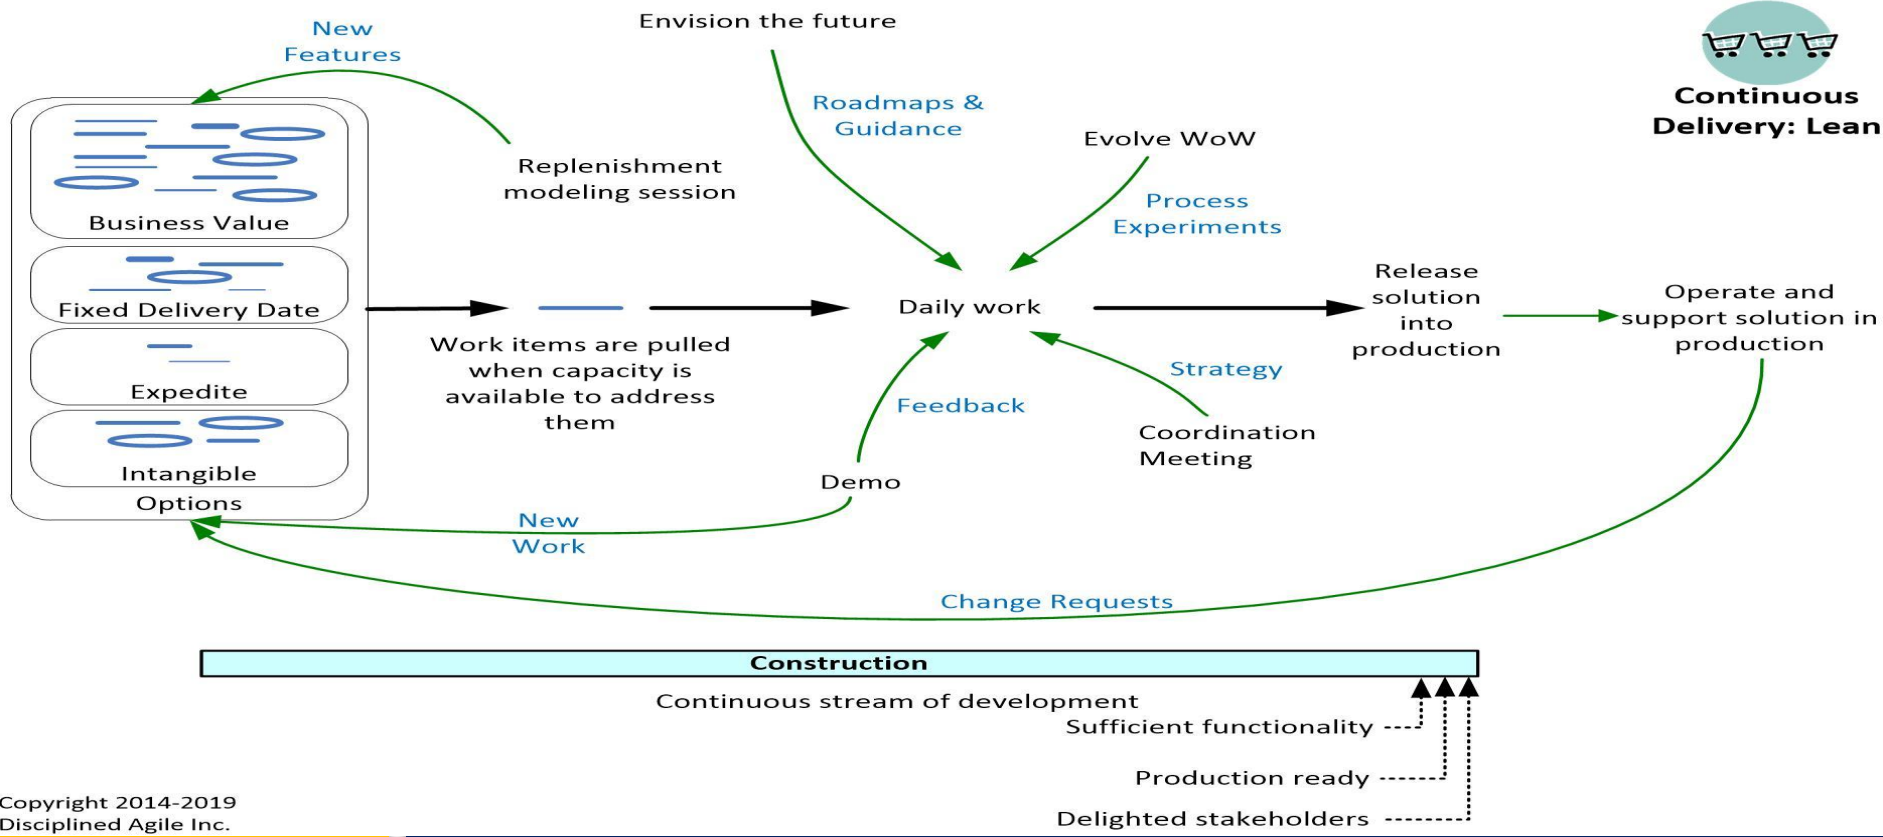 New
Features
Envision the future
Continuous
Delivery: Lean
Roadmaps &
Guidance
Evolve WoW
Replenishment
modeling session
Process
Experiments
Business Value
Fixed Delivery Date
Expedite
Intangible
Options
Work items are pulled
when capacity is
available to address
them
Daily work
Release
solution
into
production
Operate and
support solution in
production
Strategy
Feedback
Coordination
Meeting
Demo
New
Work
Change Requests
Construction
Continuous stream of development
Sufficient functionality
Production ready
Delighted stakeholders
Copyright 2014-2019
Disciplined Agile Inc.